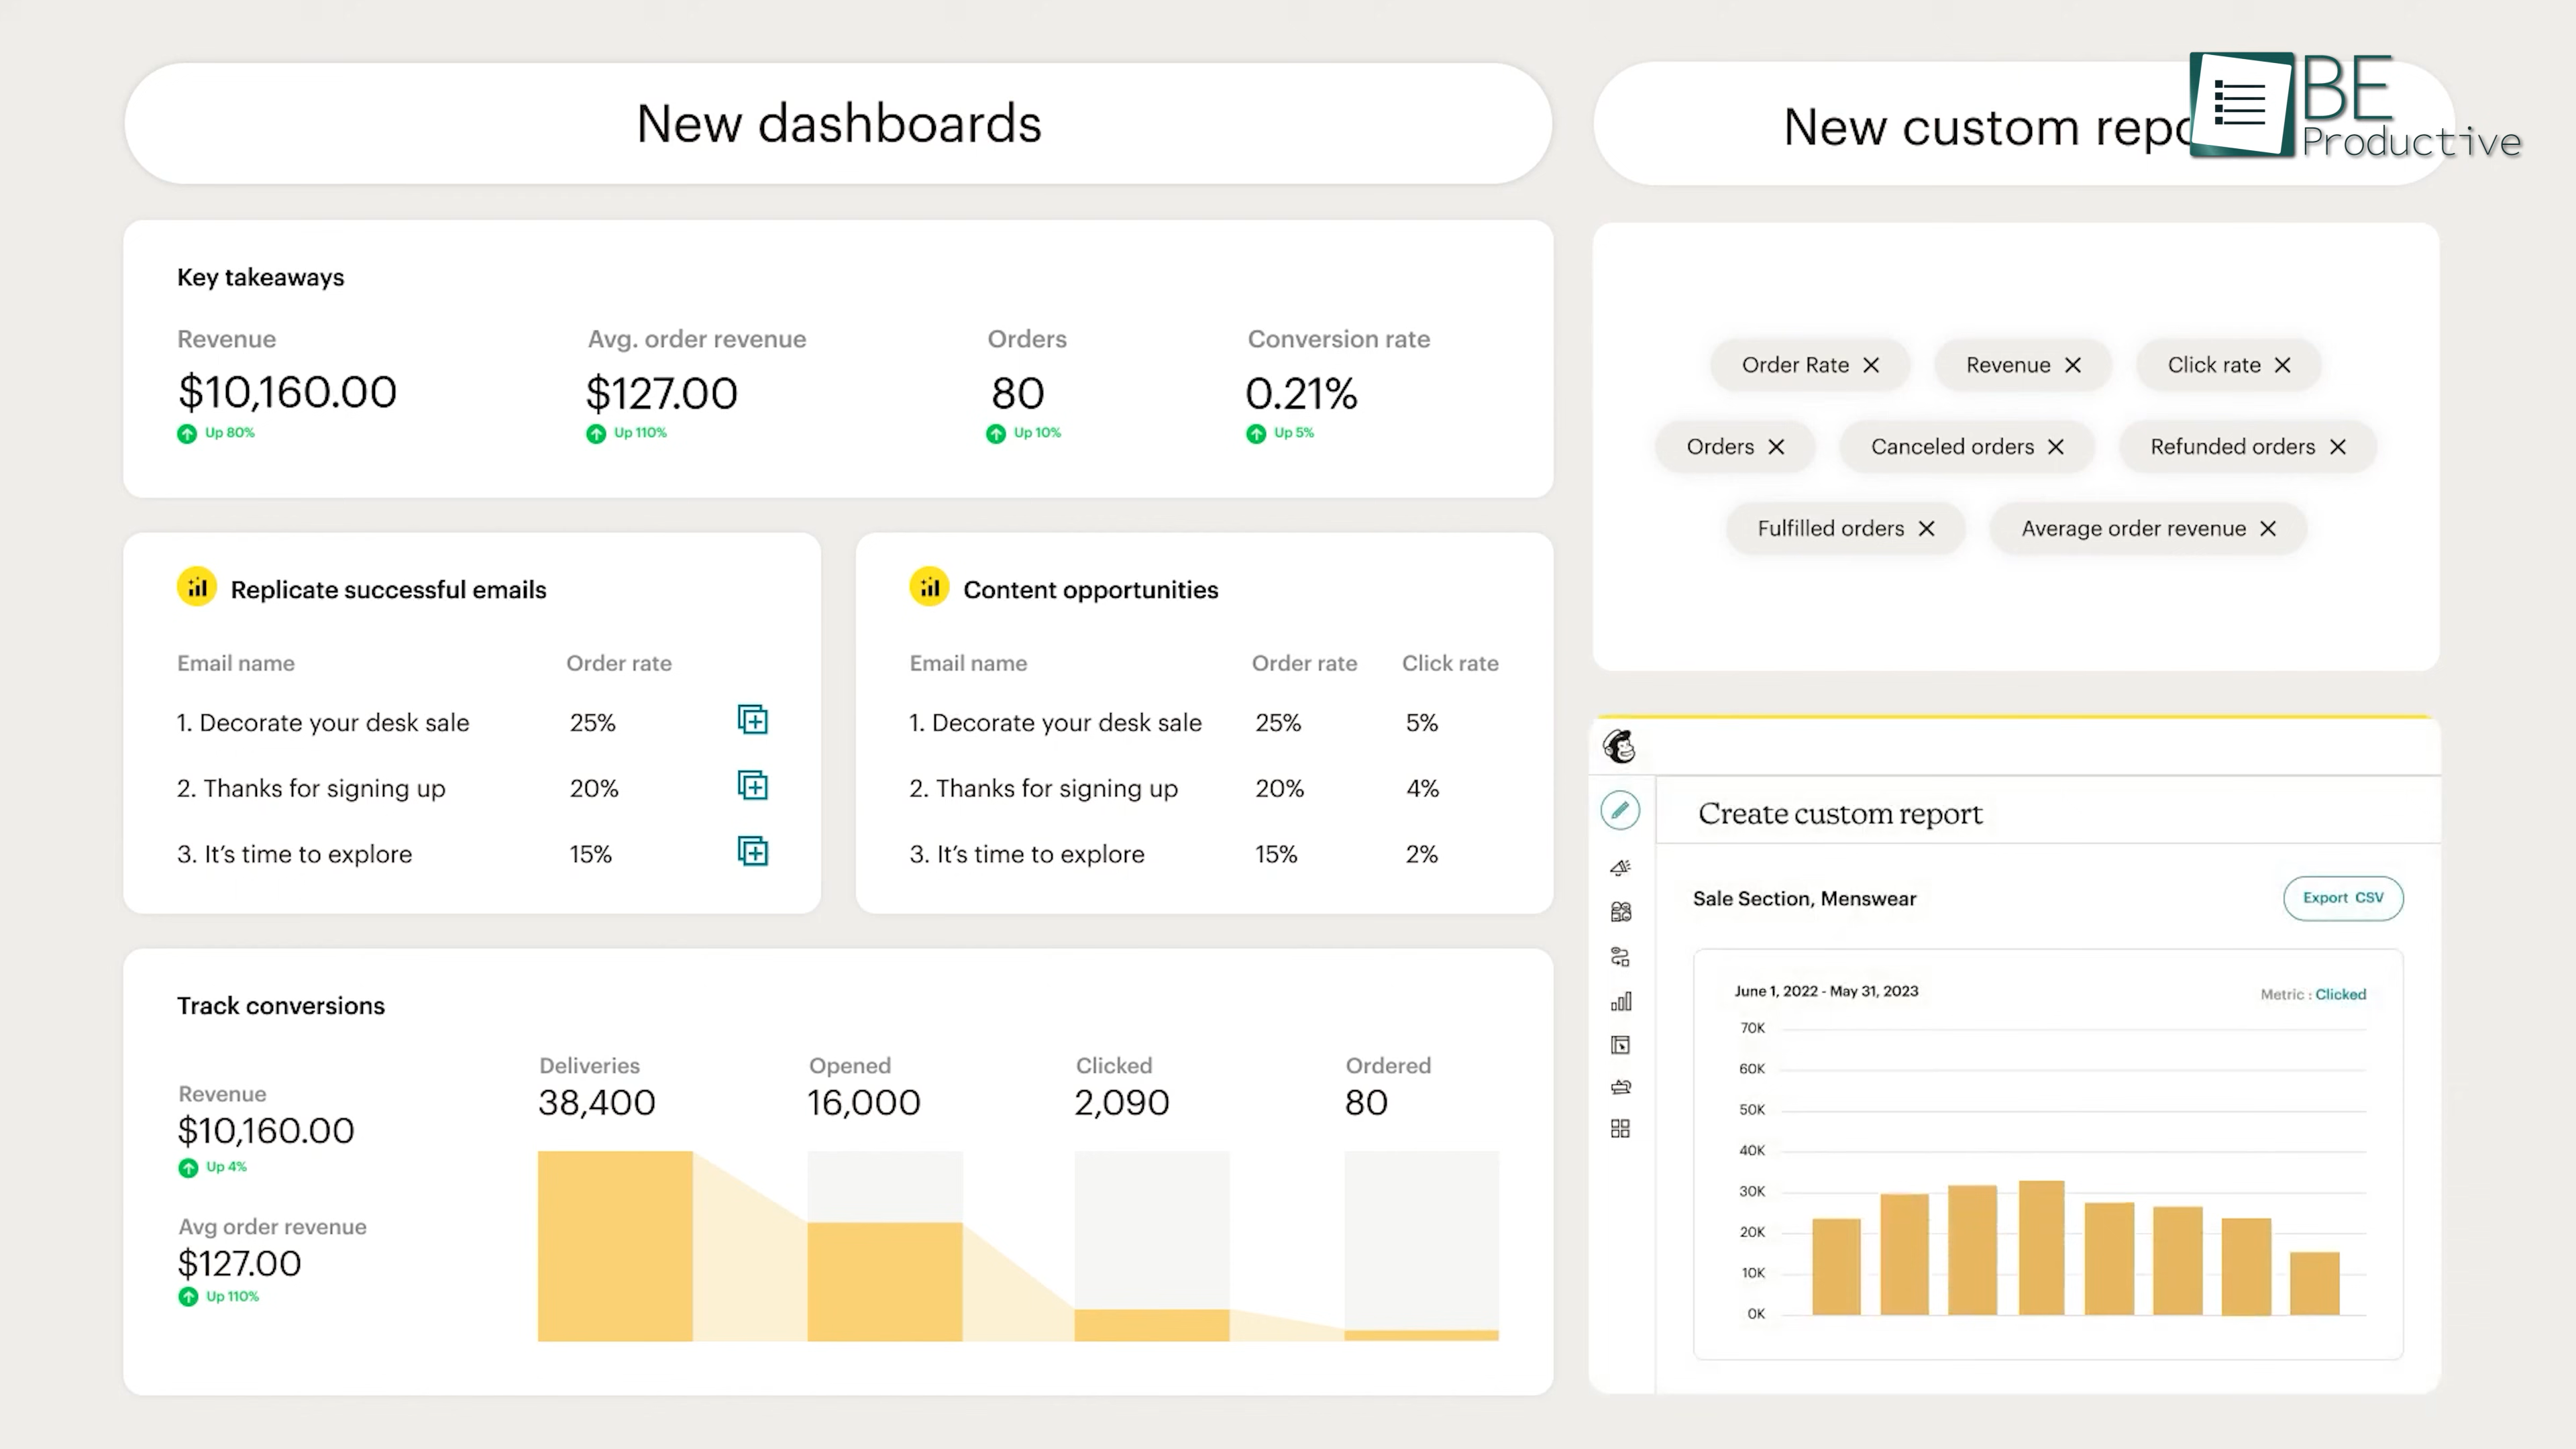 New dashboards
New custom repo
BE
Productive
Key takeaways
Revenue
Avg. order revenue
Orders
Conversion rate
$10,160.00
$127.00
80
0.21%
Up 80%
Up 110%
Up 10%
Up 5%
Order Rate
Revenue
Click rate
Orders
Canceled orders
Refunded orders
Fulfilled orders
Average order revenue
Replicate successful emails
Email name Order rate
1. Decorate your desk sale 25%
2. Thanks for signing up 20%
3. It's time to explore 15%
Content opportunities
Email name Order rate Click rate
1. Decorate your desk sale 25% 5%
2. Thanks for signing up 20% 4%
3. It's time to explore 15% 2%
Track conversions
Revenue
$10,160.00
Up 4%
Avg order revenue
$127.00
Up 110%
Deliveries
38,400
Opened
16,000
Clicked
2,090
Ordered
80
Create custom report
Sale Section, Menswear
Export CSV
June 1, 2022 - May 31, 2023
Metric : Clicked
70K
60K
50K
40K
30K
20K
10K
0K